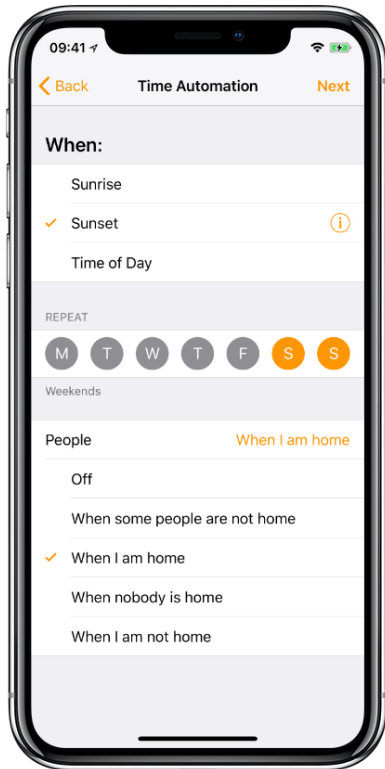 09:41
Back Time Automation Next
When:
Sunrise
Sunset
Time of Day
REPEAT
M T W T F S S
Weekends
People When I am home
Off
When some people are not home
When I am home
When nobody is home
When I am not home